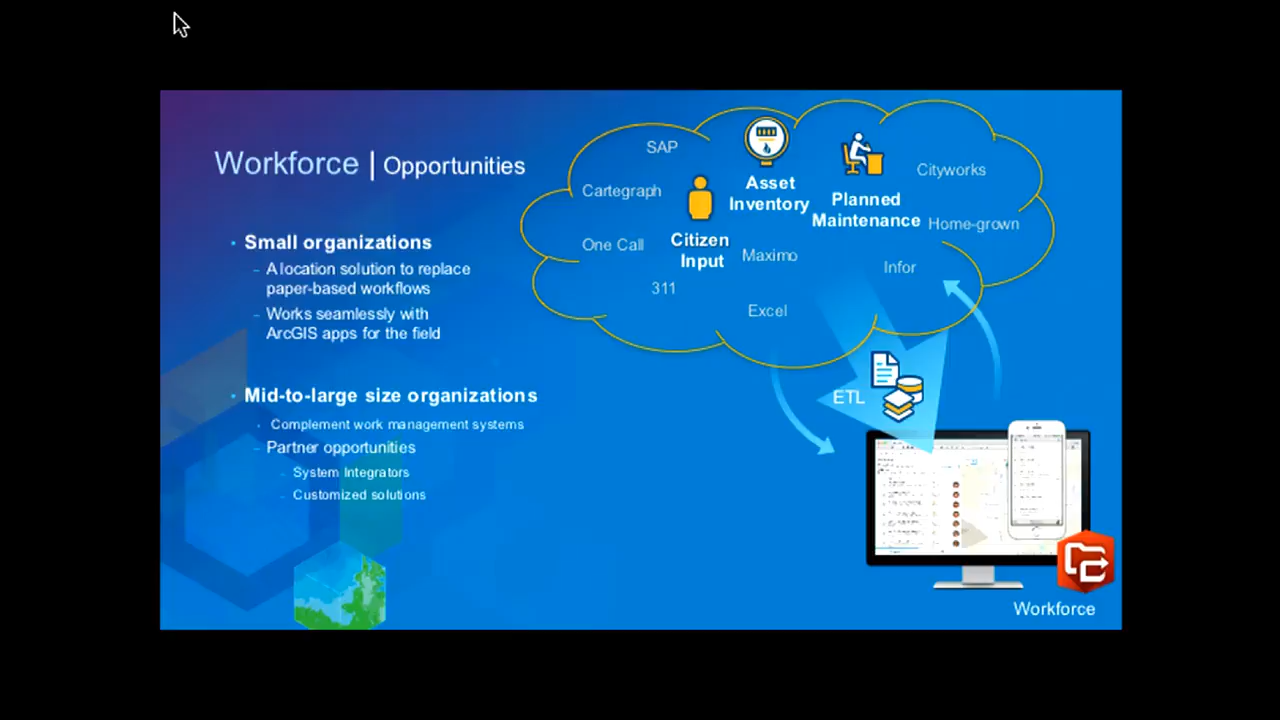 Workforce | Opportunities
• Small organizations
– A location solution to replace
paper-based workflows
– Works seamlessly with
ArcGIS apps for the field
• Mid-to-large size organizations
Complement work management systems
– Partner opportunities
– System Integrators
– Customized solutions
SAP
Cartegraph
One Call
311
Citizen
Input
Asset
Inventory
Maximo
Excel
Planned
Maintenance
Cityworks
Home-grown
Infor
ETL
Workforce